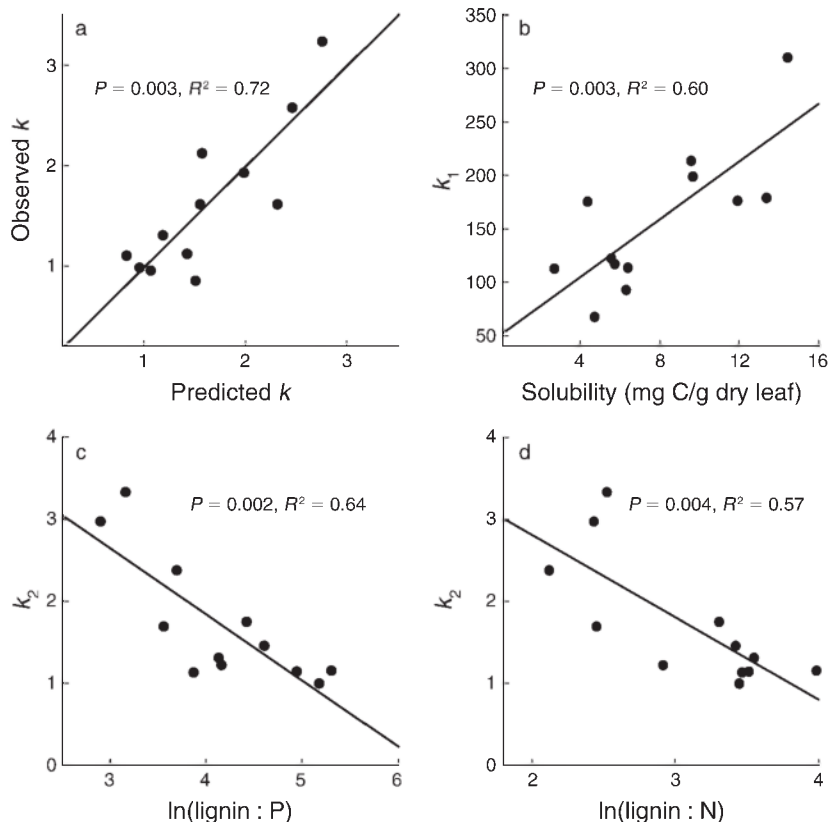 a
P = 0.003, R² = 0.72
Observed k
3
2
1
1 2 3
Predicted k
b
P = 0.003, R² = 0.60
k₁
350
300
250
200
150
100
50
4 8 12 16
Solubility (mg C/g dry leaf)
c
P = 0.002, R² = 0.64
k₂
4
3
2
1
0
3 4 5 6
ln(lignin : P)
d
P = 0.004, R² = 0.57
k₂
4
3
2
1
0
2 3 4
ln(lignin : N)